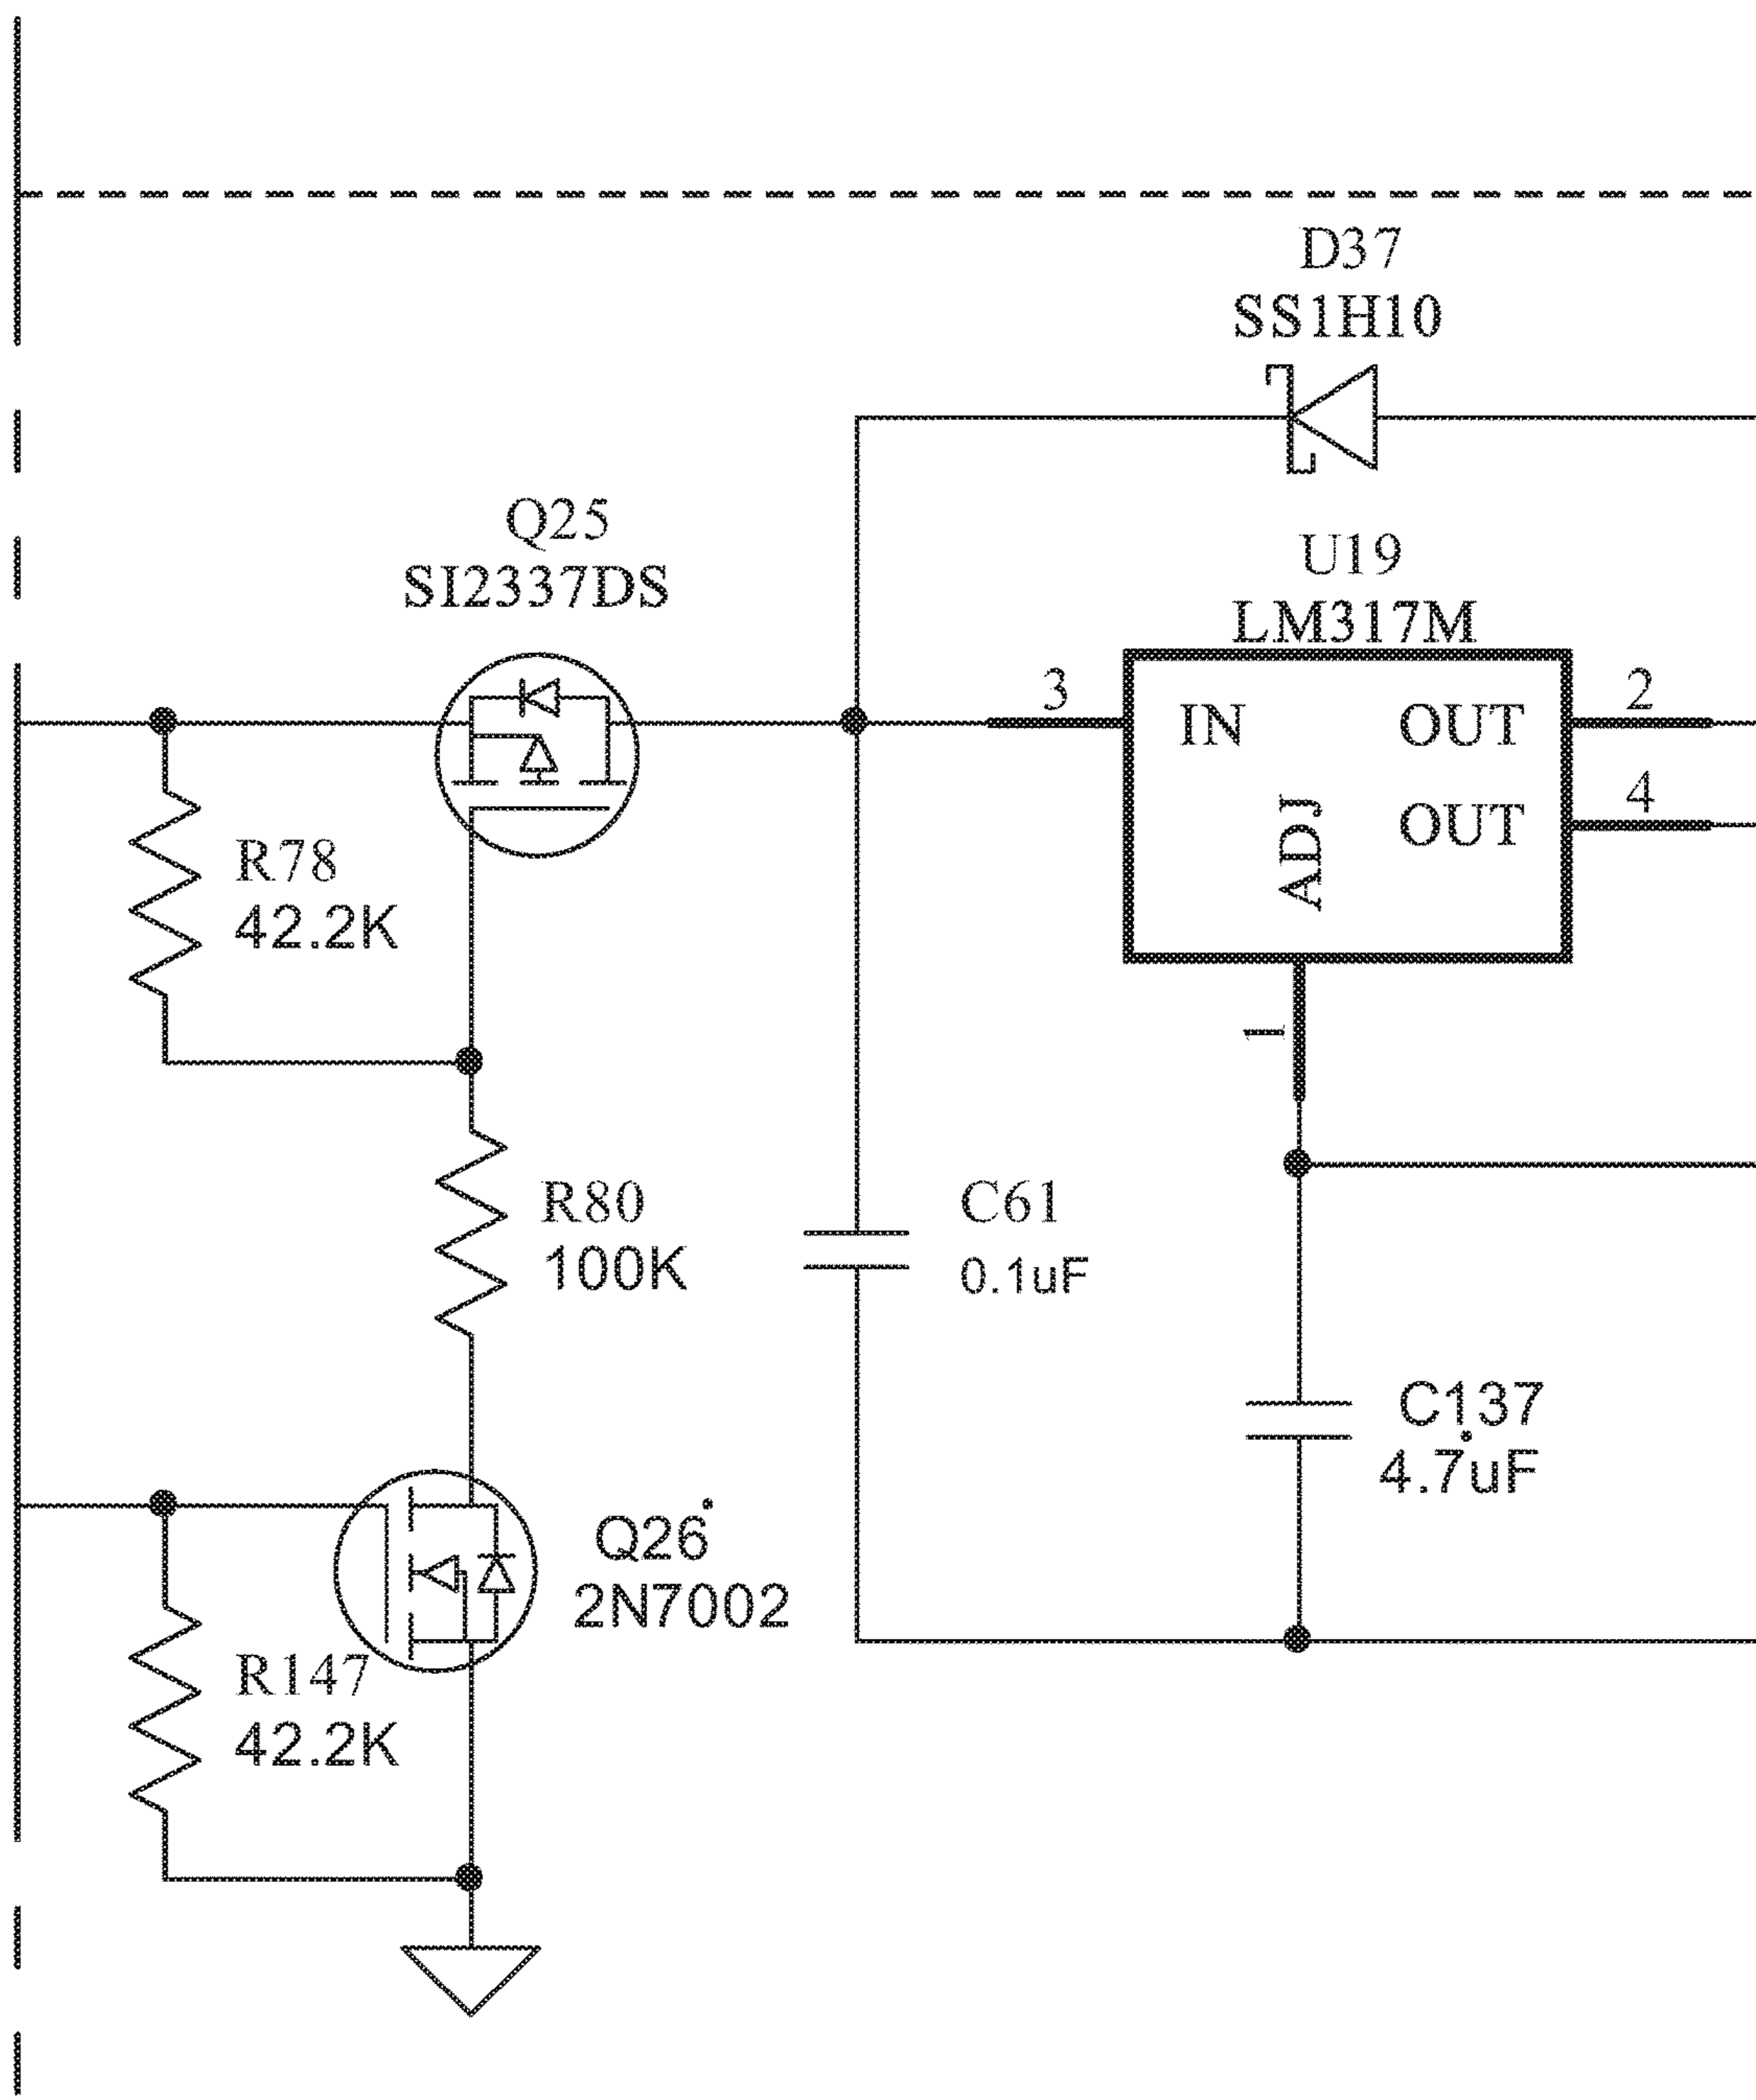 D37
SS1H10
Q25
SI2337DS
U19
LM317M
3
IN
OUT
2
OUT
4
ADJ
1
R78
42.2K
R80
100K
C61
0.1uF
C137
4.7uF
Q26
2N7002
R147
42.2K